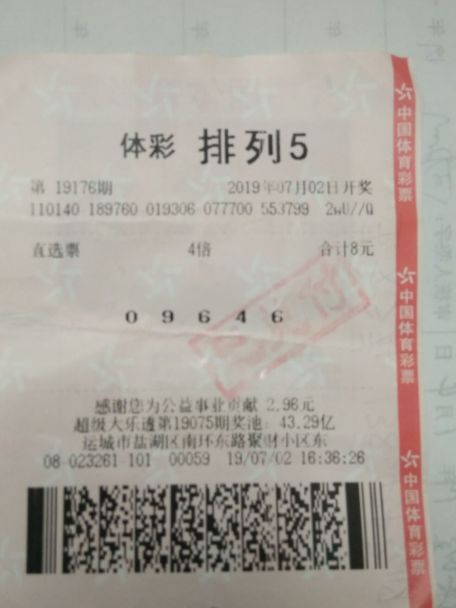 体彩 排列5
第 19176期 2019年07月02日开奖
110140 189760 019306 077700 553799 2wU//Q
直选票 4倍 合计8元
0 9 6 4 6
感谢您为公益事业贡献 2.96元
超级大乐透第19075期奖池：43.29亿
运城市盐湖区南环东路聚财小区东
08-023261-101 00059 19/07/02 16:36:26
中国体育彩票
中国体育彩票
中国体育彩票